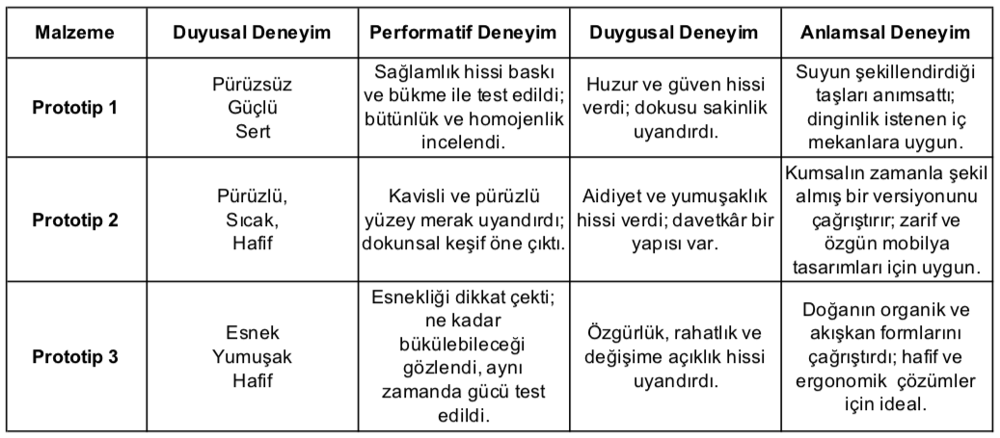 Malzeme
Duyusal Deneyim
Performatif Deneyim
Duygusal Deneyim
Anlamsal Deneyim
Prototip 1
Pürüzsüz
Güçlü
Sert
Sağlamlık hissi baskı
ve bükme ile test edildi;
bütünlük ve homojenlik
incelendi.
Huzur ve güven hissi
verdi; dokusu sakinlik
uyandırdı.
Suyun şekillendirdiği
taşları anımsattı;
dinginlik istenen iç
mekanlara uygun.
Prototip 2
Pürüzlü,
Sıcak,
Hafif
Kavisli ve pürüzlü
yüzey merak uyandırdı;
dokunsal keşif öne çıktı.
Aidiyet ve yumuşaklık
hissi verdi; davetkâr bir
yapısı var.
Kumsalın zamanla şekil
almış bir versiyonunu
çağrıştırır; zarif ve
özgün mobilya
tasarımları için uygun.
Prototip 3
Esnek
Yumuşak
Hafif
Esnekliği dikkat çekti;
ne kadar
bükülebileceği
gözlendi, aynı
zamanda gücü test
edildi.
Özgürlük, rahatlık ve
değişime açıklık hissi
uyandırdı.
Doğanın organik ve
akışkan formlarını
çağrıştırdı; hafif ve
ergonomik çözümler
için ideal.